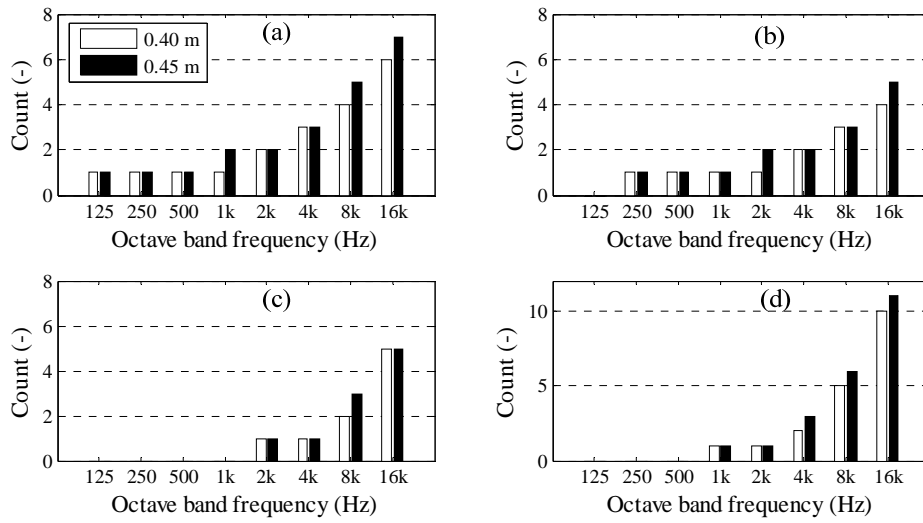 (a)
0.40 m
0.45 m
Count (-)
8
6
4
2
0
125 250 500 1k 2k 4k 8k 16k
Octave band frequency (Hz)
(b)
Count (-)
8
6
4
2
0
125 250 500 1k 2k 4k 8k 16k
Octave band frequency (Hz)
(c)
Count (-)
8
6
4
2
0
125 250 500 1k 2k 4k 8k 16k
Octave band frequency (Hz)
(d)
Count (-)
10
5
0
125 250 500 1k 2k 4k 8k 16k
Octave band frequency (Hz)